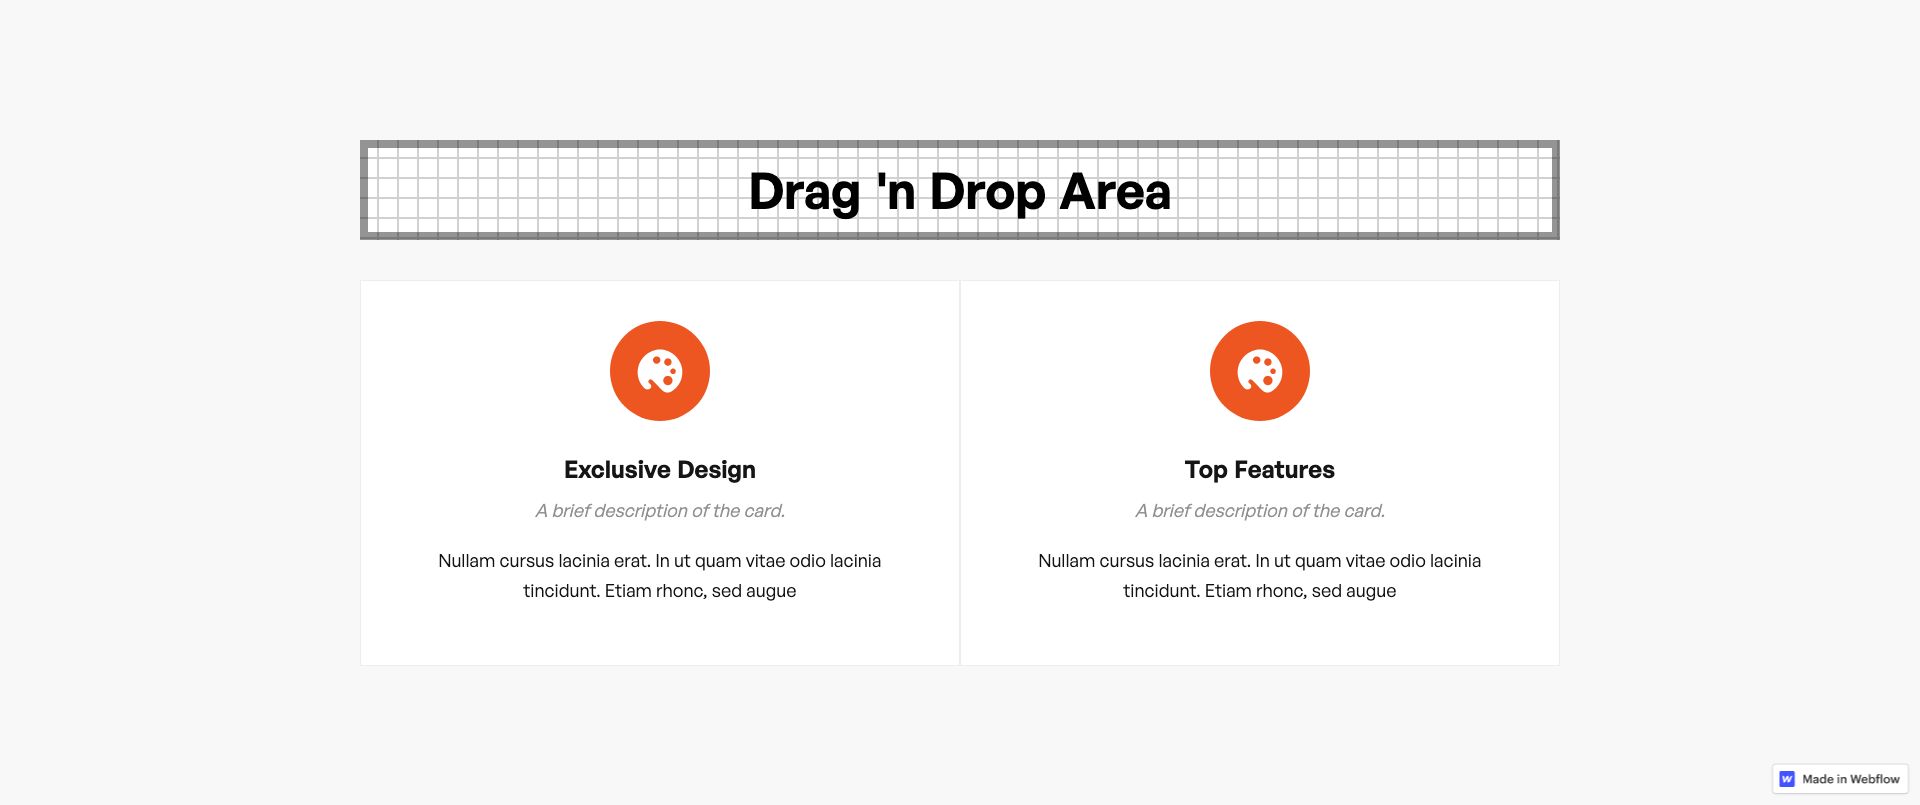 Drag 'n Drop Area
Exclusive Design
A brief description of the card.
Nullam cursus lacinia erat. In ut quam vitae odio lacinia
tincidunt. Etiam rhonc, sed augue
Top Features
A brief description of the card.
Nullam cursus lacinia erat. In ut quam vitae odio lacinia
tincidunt. Etiam rhonc, sed augue
Made in Webflow